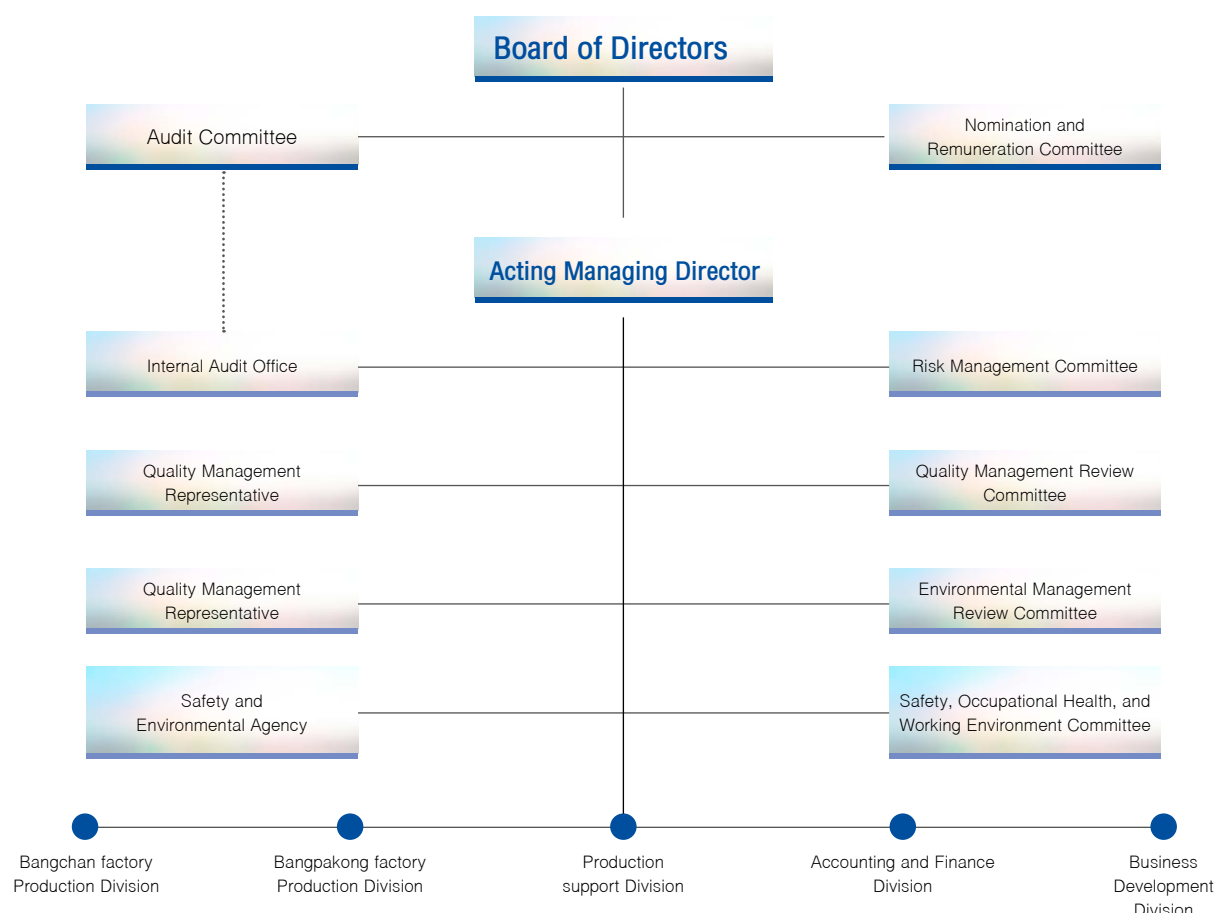 Board of Directors
Audit Committee
Nomination and
Remuneration Committee
Acting Managing Director
Internal Audit Office
Risk Management Committee
Quality Management
Representative
Quality Management Review
Committee
Quality Management
Representative
Environmental Management
Review Committee
Safety and
Environmental Agency
Safety, Occupational Health, and
Working Environment Committee
Bangchan factory
Production Division
Bangpakong factory
Production Division
Production
support Division
Accounting and Finance
Division
Business
Development
Division